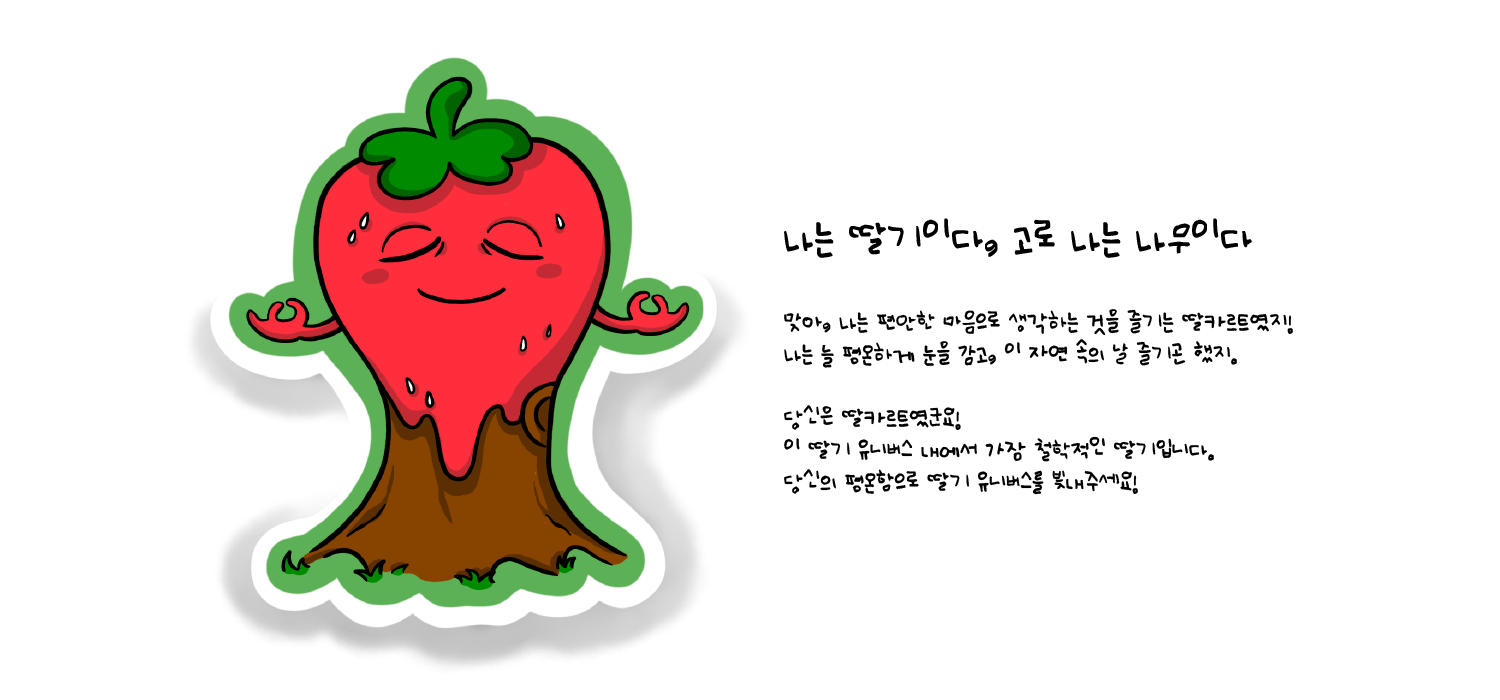 나는 딸기이다, 고로 나는 나무이다
맞아, 나는 편안한 마음으로 생각하는 것을 즐기는 딸카르트였지!
나는 늘 평온하게 눈을 감고, 이 자연 속의 날 즐기곤 했지.
당신은 딸카르트였군요!
이 딸기 유니버스 내에서 가장 철학적인 딸기입니다.
당신의 평온함으로 딸기 유니버스를 빛내주세요!